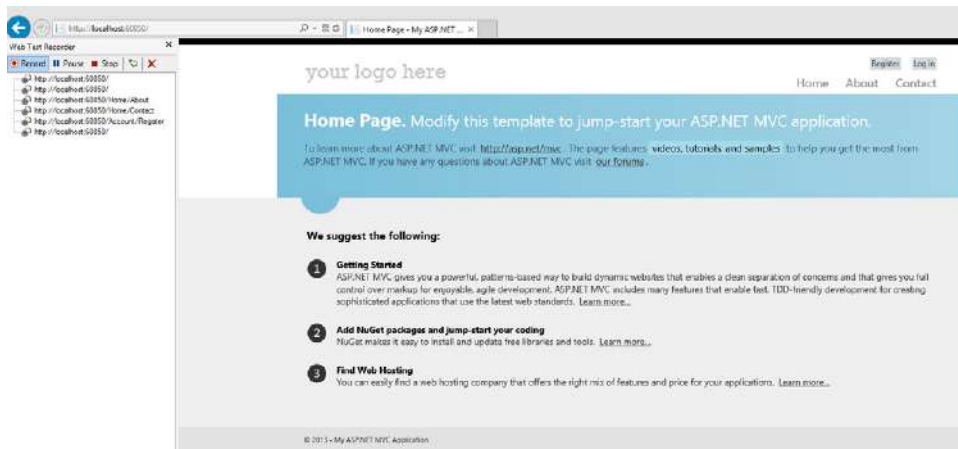 http://localhost:60850/
Home Page - My ASP.NET ...
Web Test Recorder
Record Pause Stop
http://localhost:60850/
http://localhost:60850/
http://localhost:60850/Home/About
http://localhost:60850/Home/Contact
http://localhost:60850/Account/Register
http://localhost:60850/
Register Log in
your logo here
Home About Contact
Home Page. Modify this template to jump-start your ASP.NET MVC application.
To learn more about ASP.NET MVC visit http://asp.net/mvc. The page features videos, tutorials, and samples to help you get the most from
ASP.NET MVC. If you have any questions about ASP.NET MVC visit our forums.
We suggest the following:
1 Getting Started
ASP.NET MVC gives you a powerful, patterns-based way to build dynamic websites that enables a clean separation of concerns and that gives you full
control over markup for enjoyable, agile development. ASP.NET MVC includes many features that enable fast, TDD-friendly development for creating
sophisticated applications that use the latest web standards. Learn more...
2 Add NuGet packages and jump-start your coding
NuGet makes it easy to install and update free libraries and tools. Learn more...
3 Find Web Hosting
You can easily find a web hosting company that offers the right mix of features and price for your applications. Learn more...
© 2013 - My ASP.NET MVC Application